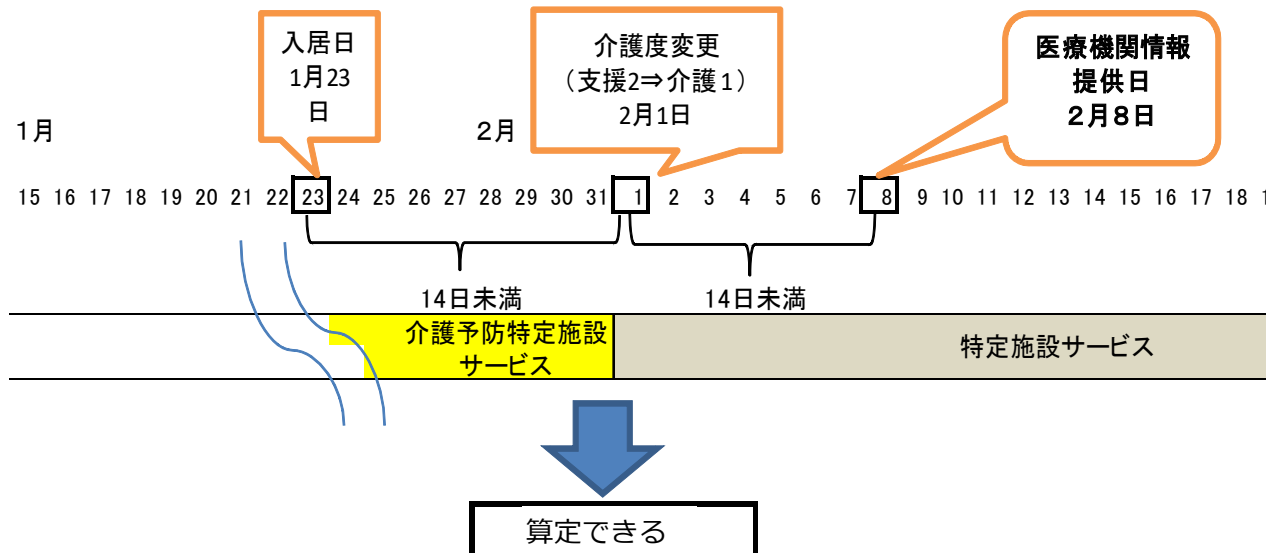 入居日
1月23
日
介護度変更
（支援2⇒介護1）
2月1日
医療機関情報
提供日
２月８日
１月
２月
15 16 17 18 19 20 21 22 23 24 25 26 27 28 29 30 31 1 2 3 4 5 6 7 8 9 10 11 12 13 14 15 16 17 18 1
14日未満
14日未満
介護予防特定施設
サービス
特定施設サービス
算定できる